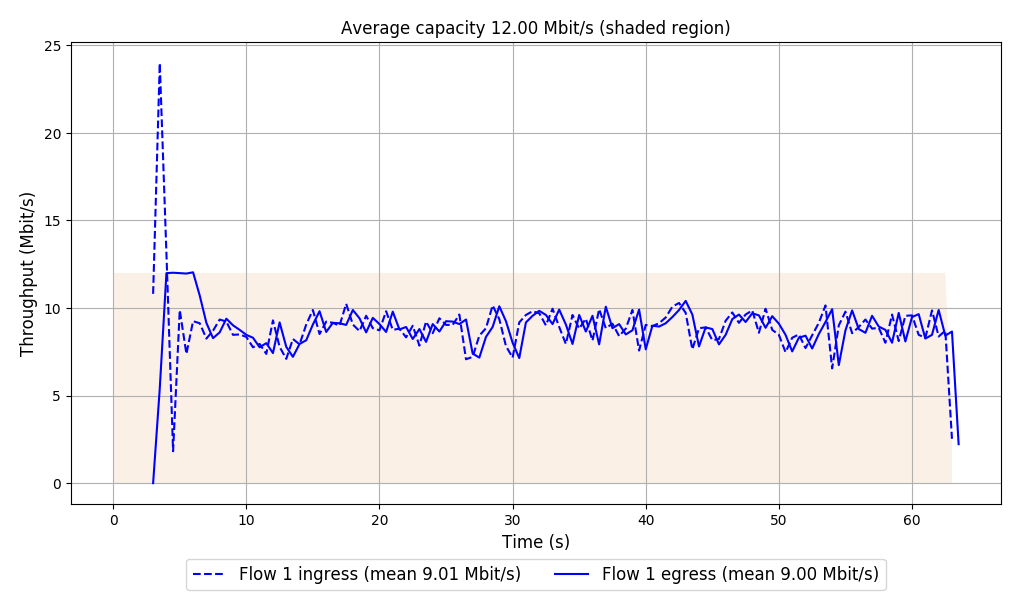 Average capacity 12.00 Mbit/s (shaded region)
25
20
15
10
5
0
Throughput (Mbit/s)
0 10 20 30 40 50 60
Time (s)
Flow 1 ingress (mean 9.01 Mbit/s) Flow 1 egress (mean 9.00 Mbit/s)